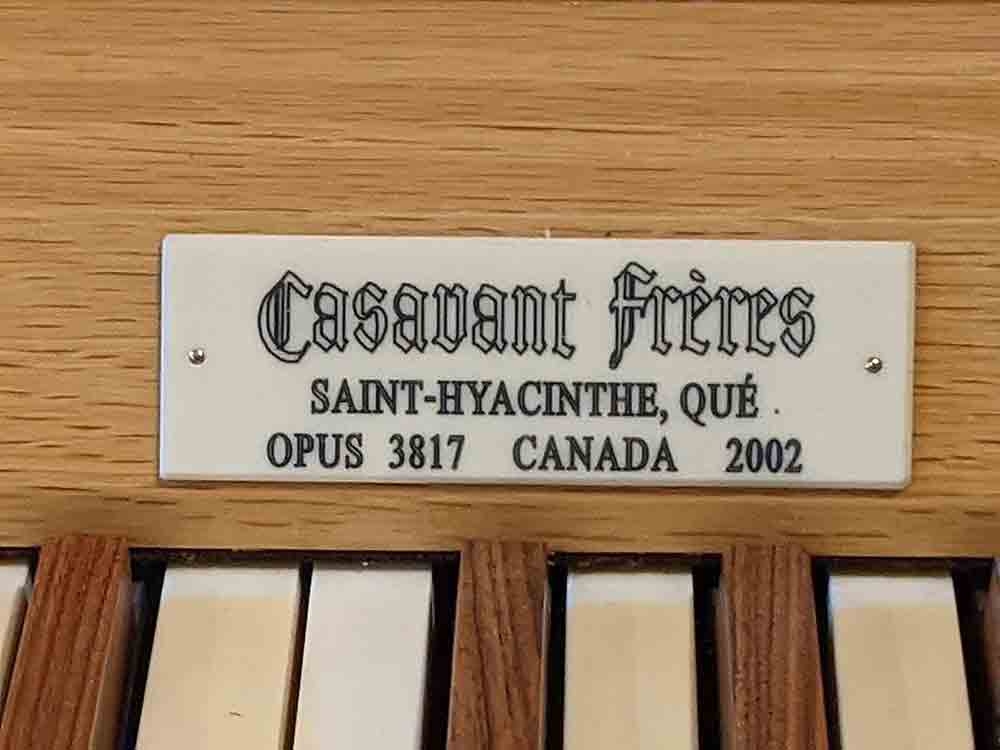 Casavant Frères
SAINT-HYACINTHE, QUÉ.
OPUS 3817 CANADA 2002